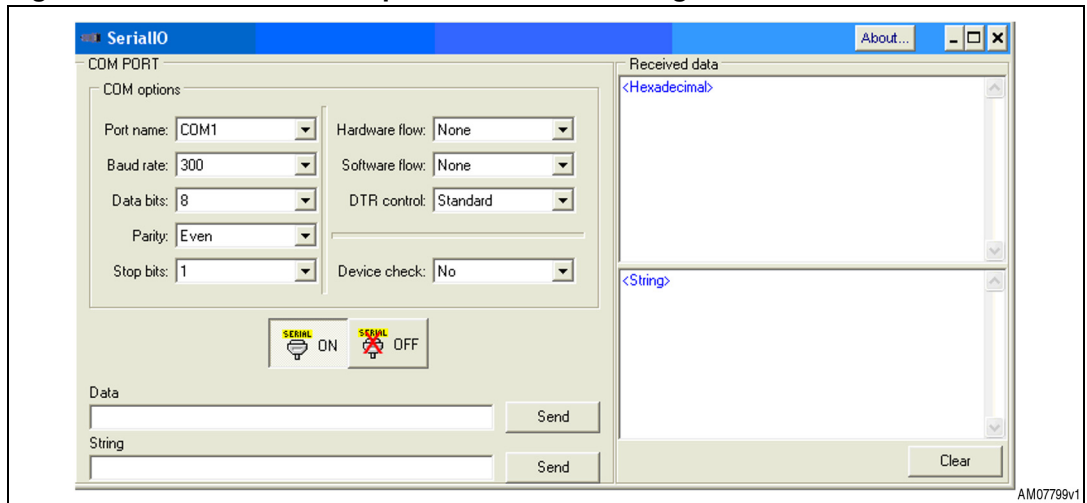 SerialIO
About...
COM PORT
COM options
Port name: COM1
Hardware flow: None
Baud rate: 300
Software flow: None
Data bits: 8
DTR control: Standard
Parity: Even
Stop bits: 1
Device check: No
SERIAL ON
SERIAL OFF
Data
Send
String
Send
Received data
<Hexadecimal>
<String>
Clear
AM07799v1